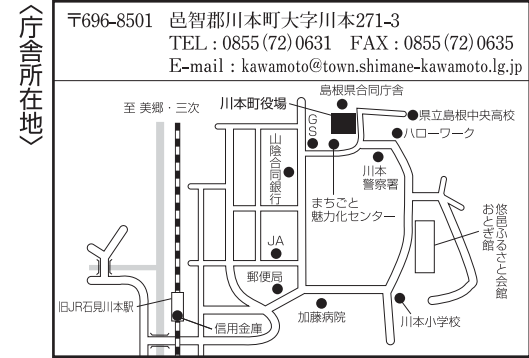 〈庁舎所在地〉
〒696-8501 邑智郡川本町大字川本271-3
TEL : 0855(72)0631 FAX : 0855(72)0635
E-mail : kawamoto@town.shimane-kawamoto.lg.jp
島根県合同庁舎
至 美郷・三次
川本町役場
県立島根中央高校
GS
ハローワーク
山陰合同銀行
川本警察署
まちごと
魅力化センター
悠邑ふるさと会館
おとぎ館
JA
郵便局
旧JR石見川本駅
信用金庫
加藤病院
川本小学校